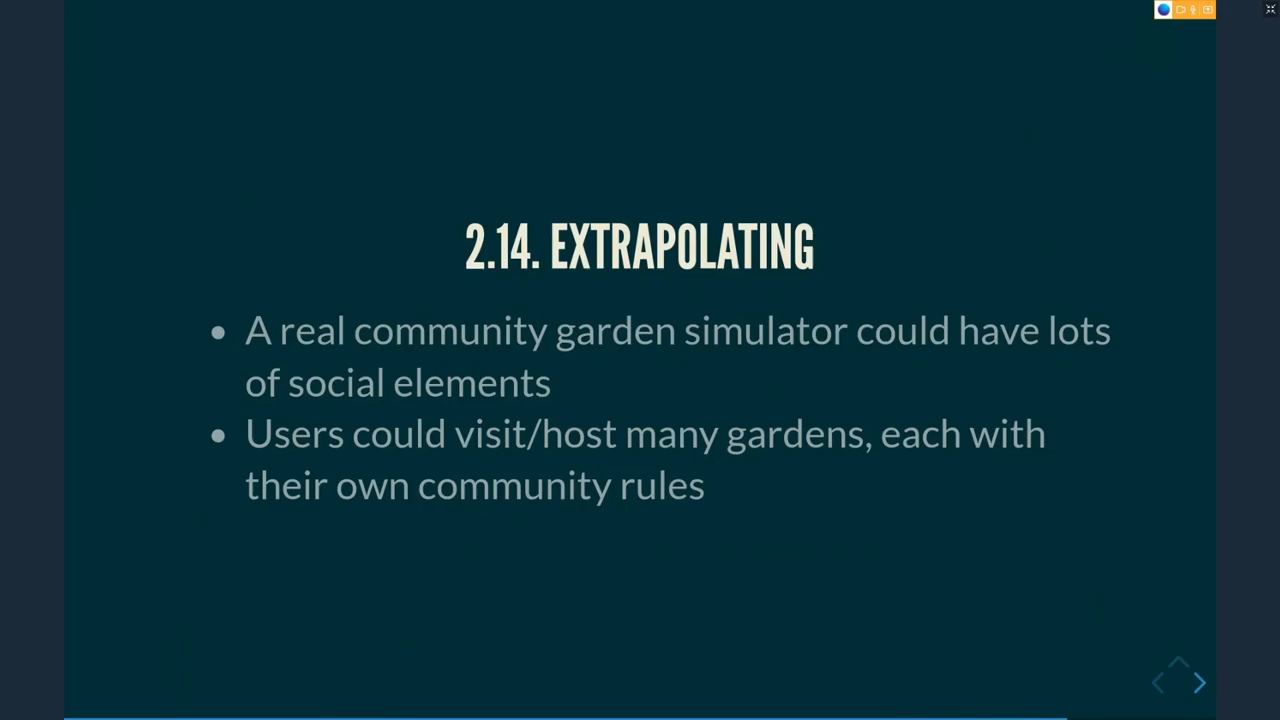 2.14. EXTRAPOLATING
• A real community garden simulator could have lots
of social elements
• Users could visit/host many gardens, each with
their own community rules